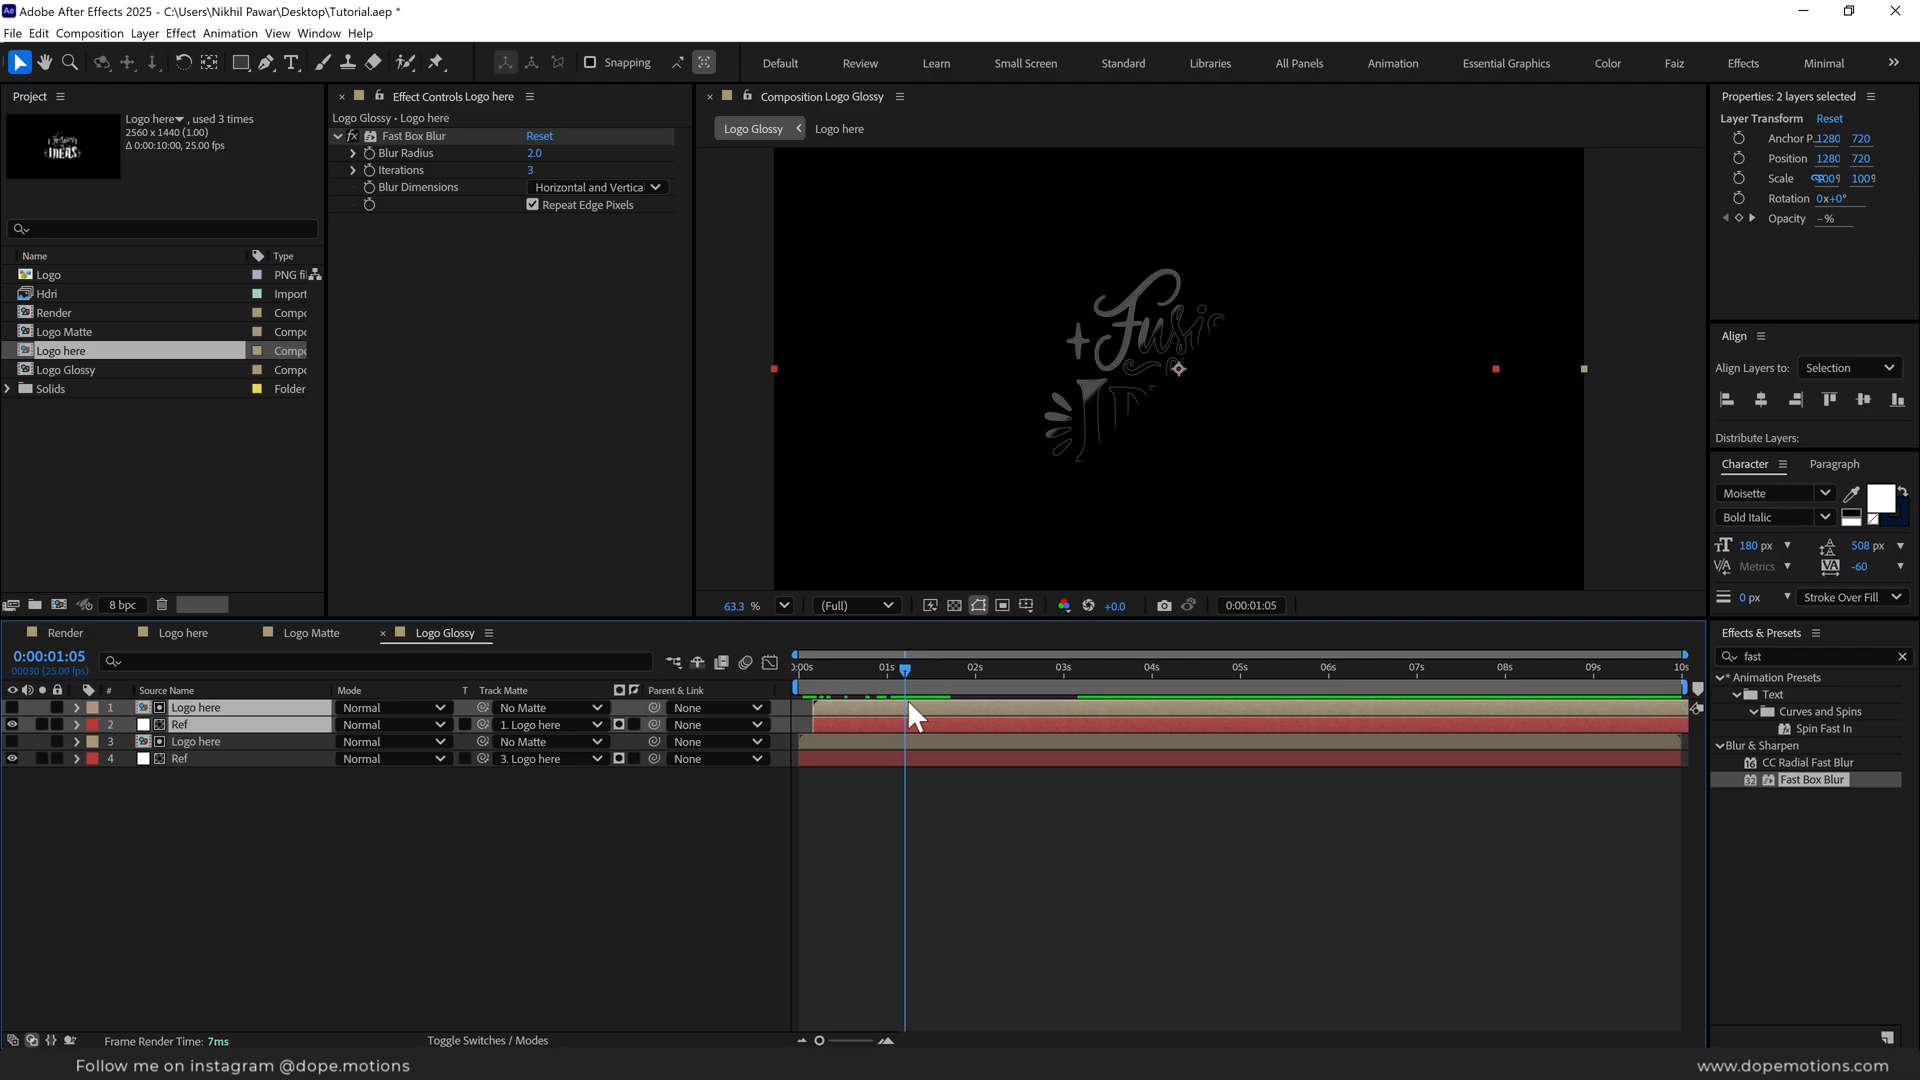 Adobe After Effects 2025 - C:\Users\Nikhil Pawar\Desktop\Tutorial.aep *
File Edit Composition Layer Effect Animation View Window Help
Snapping
Default Review Learn Small Screen Standard Libraries All Panels Animation Essential Graphics Color Faiz Effects Minimal
Project
Logo here , used 3 times
2560 x 1440 (1.00)
Δ 0:00:10:00, 25.00 fps)
Name Type
Logo PNG fil
Hdri Import
Render Compo
Logo Matte Compo
Logo here Compo
Logo Glossy Compo
Solids Folder
8 bpc
Effect Controls Logo here
Logo Glossy • Logo here
fx Fast Box Blur Reset
Blur Radius 2.0
Iterations 3
Blur Dimensions Horizontal and Vertical
Repeat Edge Pixels
Composition Logo Glossy
Logo Glossy Logo here
63.3 % (Full) +0.0 0:00:01:05
Properties: 2 layers selected
Layer Transform Reset
Anchor P.. 1280 720
Position 1280 720
Scale 100% 100%
Rotation 0x+0°
Opacity - %
Align
Align Layers to: Selection
Distribute Layers:
Character Paragraph
Moisette
Bold Italic
180 px 508 px
Metrics -60
0 px Stroke Over Fill
Effects & Presets
fast
* Animation Presets
Text
Curves and Spins
Spin Fast In
Blur & Sharpen
CC Radial Fast Blur
Fast Box Blur
Render Logo here Logo Matte Logo Glossy
0:00:01:05
00030 (25.00 fps)
# Source Name Mode T Track Matte Parent & Link
1 Logo here Normal No Matte None
2 Ref Normal 1. Logo here None
3 Logo here Normal No Matte None
4 Ref Normal 3. Logo here None
0:00s 01s 02s 03s 04s 05s 06s 07s 08s 09s 10s
Frame Render Time: 7ms
Toggle Switches / Modes
Follow me on instagram @dope.motions
www.dopemotions.com